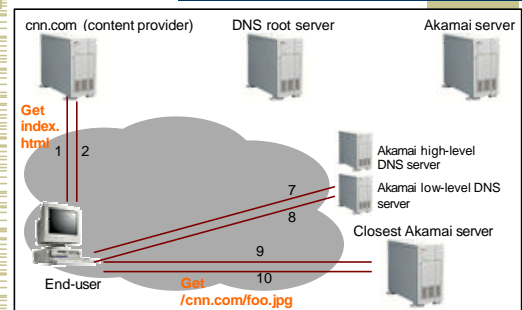 cnn.com (content provider)
DNS root server
Akamai server
Get
index.
html
1
2
Akamai high-level
DNS server
7
Akamai low-level DNS
server
8
Closest Akamai server
9
10
End-user
Get
/cnn.com/foo.jpg